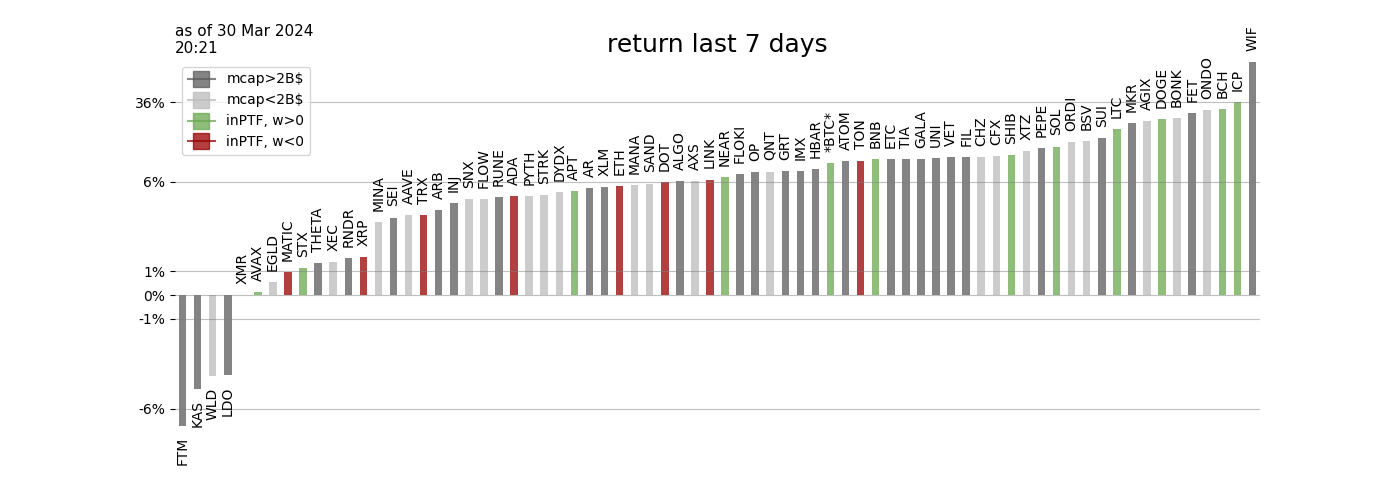 as of 30 Mar 2024
20:21
return last 7 days
mcap>2B$
mcap<2B$
inPTF, w>0
inPTF, w<0
36%
6%
1%
0%
-1%
-6%
FTM
KAS
WLD
LDO
XMR
AVAX
EGLD
MATIC
STX
THETA
XEC
RNDR
XRP
MINA
SEI
AAVE
TRX
ARB
INJ
SNX
FLOW
RUNE
ADA
PYTH
STRK
DYDX
APT
AR
XLM
ETH
MANA
SAND
DOT
ALGO
AXS
LINK
NEAR
FLOKI
OP
QNT
GRT
IMX
HBAR
*BTC*
ATOM
TON
BNB
ETC
TIA
GALA
UNI
VET
FIL
CHZ
CFX
SHIB
XTZ
PEPE
SOL
ORDI
BSV
SUI
LTC
MKR
AGIX
DOGE
BONK
FET
ONDO
BCH
ICP
WIF